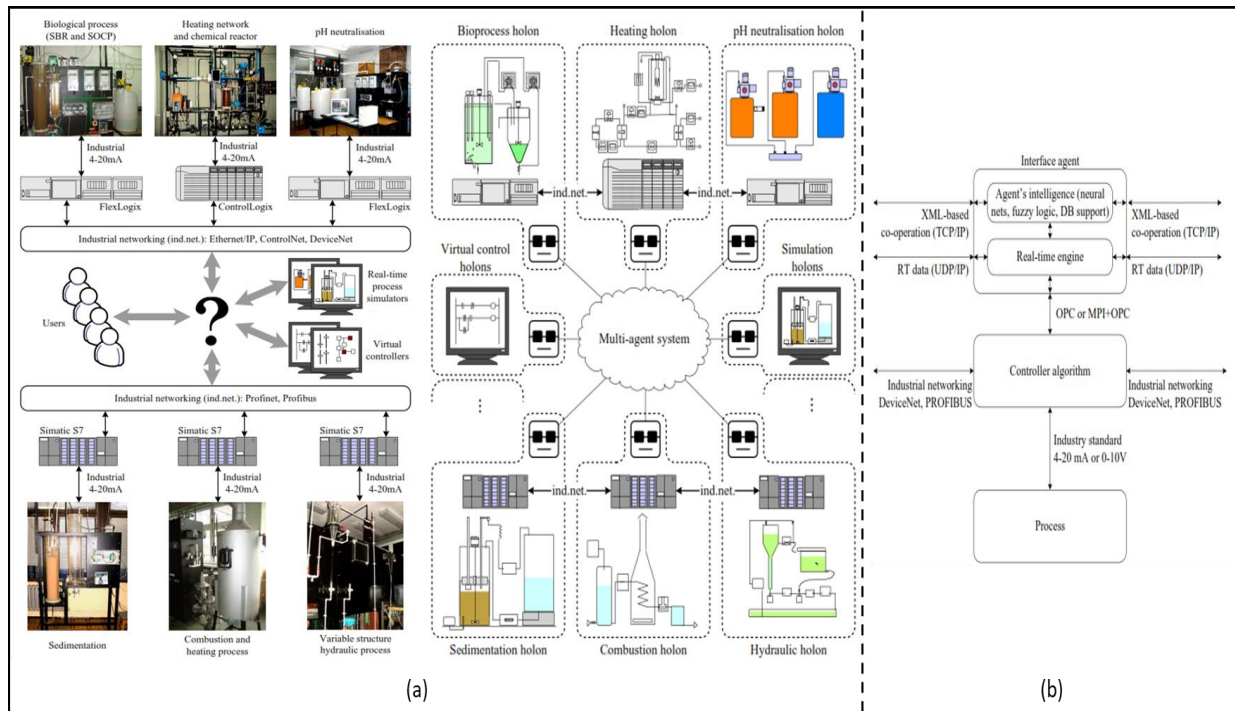 Biological process
(SBR and SOCP)
Heating network
and chemical reactor
pH neutralisation
Industrial
4-20mA
Industrial
4-20mA
Industrial
4-20mA
FlexLogix
ControlLogix
FlexLogix
Industrial networking (ind.net.): Ethernet/IP, ControlNet, DeviceNet
Users
?
Real-time
process
simulators
Virtual
controllers
Industrial networking (ind.net.): Profinet, Profibus
Simatic S7
Simatic S7
Simatic S7
Industrial
4-20mA
Industrial
4-20mA
Industrial
4-20mA
Sedimentation
Combustion and
heating process
Variable structure
hydraulic process
Bioprocess holon
Heating holon
pH neutralisation holon
ind.net.
ind.net.
Virtual control
holons
Simulation
holons
Multi-agent system
⋮
⋮
ind.net.
ind.net.
Sedimentation holon
Combustion holon
Hydraulic holon
(a)
Interface agent
Agent's intelligence (neural
nets, fuzzy logic, DB support)
XML-based
co-operation (TCP/IP)
XML-based
co-operation (TCP/IP)
Real-time engine
RT data (UDP/IP)
RT data (UDP/IP)
OPC or MPI+OPC
Controller algorithm
Industrial networking
DeviceNet, PROFIBUS
Industrial networking
DeviceNet, PROFIBUS
Industry standard
4-20 mA or 0-10V
Process
(b)